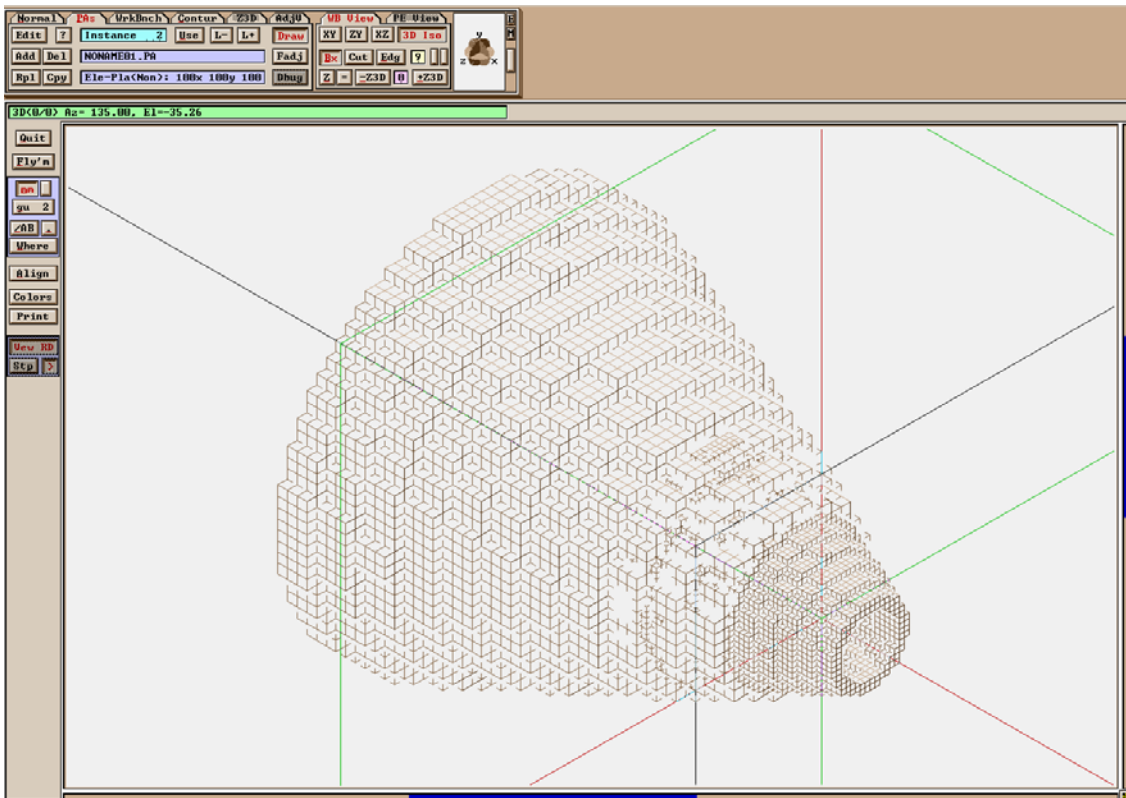 Normal PAs WrkBnch Contur Z3D AdjV WB View PE View
Edit ? Instance 2 Use L- L+ Draw XY ZY XZ 3D Iso
Add Del NONAME01.PA Fadj Bx Cut Edg 9
Rpl Cpy Ele-Pla(Non): 100x 100y 100 Dbug Z = -Z3D 0 +Z3D
y
z x
3D(0/0) Az= 135.00, El=-35.26
Quit
Fly'n
mm
gu 2
∠AB .
Where
Align
Colors
Print
Vew RD
Stp >